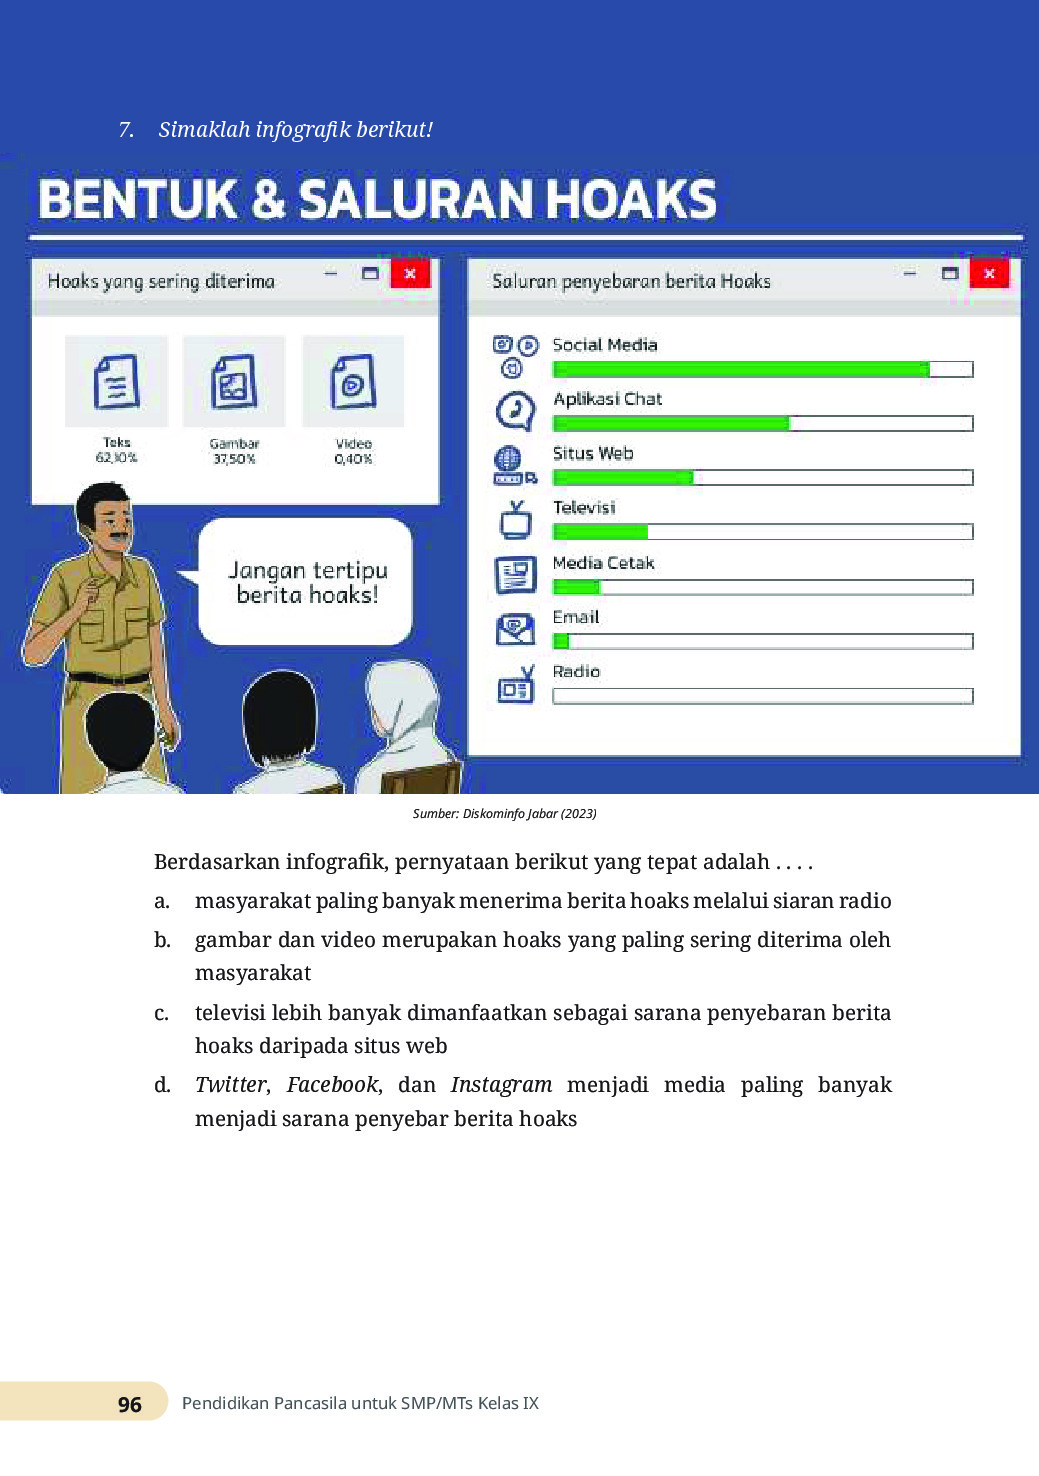 7. Simaklah infografik berikut!
BENTUK & SALURAN HOAKS
Hoaks yang sering diterima
Teks
62,10%
Gambar
37,50%
Video
0,40%
Jangan tertipu
berita hoaks!
Saluran penyebaran berita Hoaks
Social Media
Aplikasi Chat
Situs Web
Televisi
Media Cetak
Email
Radio
Sumber: Diskominfo Jabar (2023)
Berdasarkan infografik, pernyataan berikut yang tepat adalah . . . .
a. masyarakat paling banyak menerima berita hoaks melalui siaran radio
b. gambar dan video merupakan hoaks yang paling sering diterima oleh
masyarakat
c. televisi lebih banyak dimanfaatkan sebagai sarana penyebaran berita
hoaks daripada situs web
d. Twitter, Facebook, dan Instagram menjadi media paling banyak
menjadi sarana penyebar berita hoaks
96 Pendidikan Pancasila untuk SMP/MTs Kelas IX